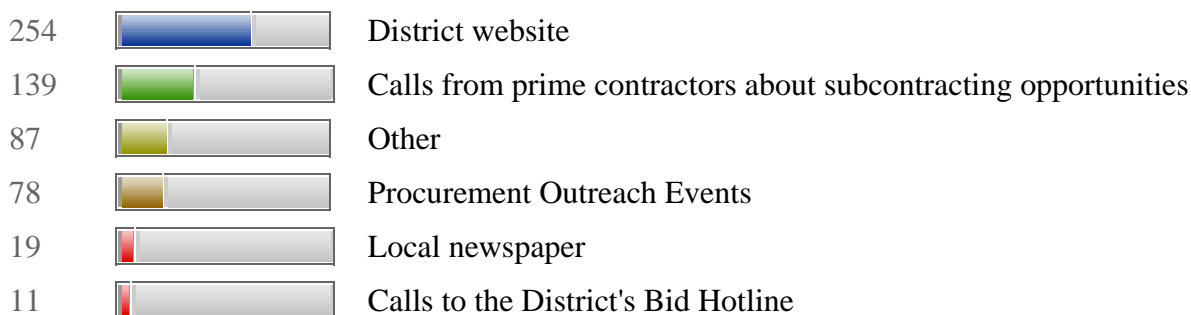 254 District website
139 Calls from prime contractors about subcontracting opportunities
87 Other
78 Procurement Outreach Events
19 Local newspaper
11 Calls to the District's Bid Hotline